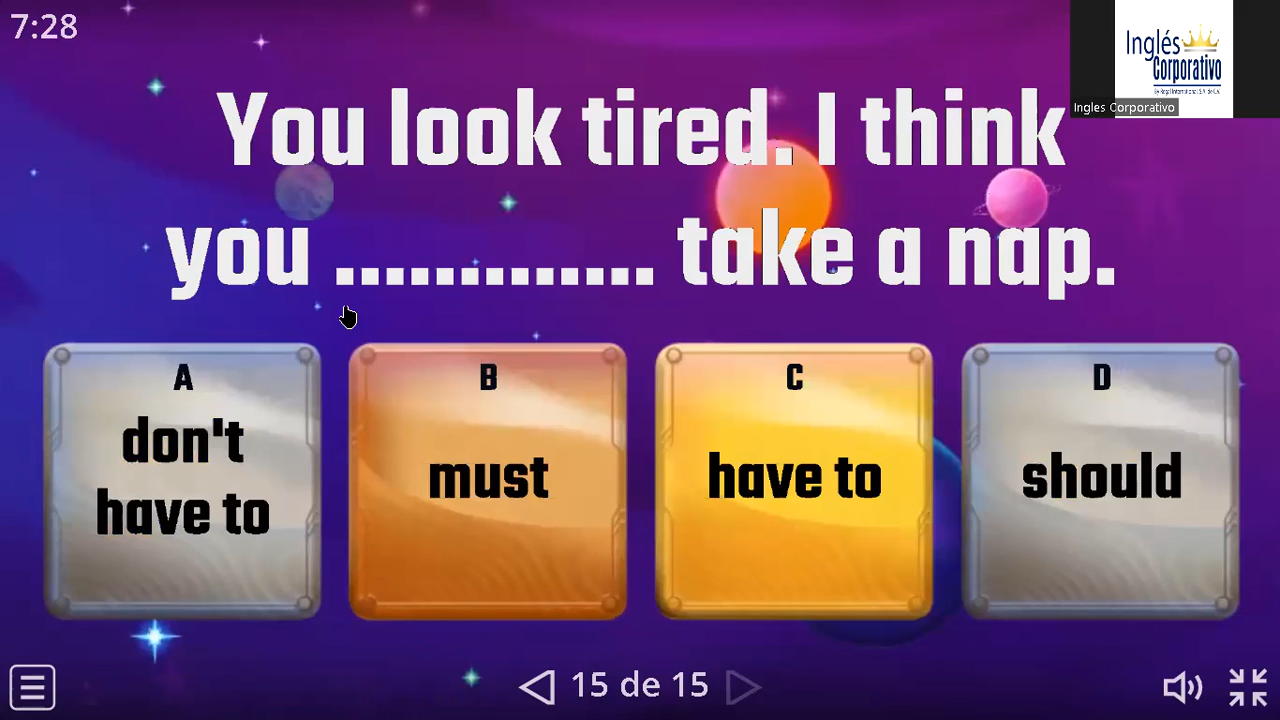 7:28
Inglés
Corporativo
Ingles Corporativo
You look tired. I think
you ............. take a nap.
A
don't
have to
B
must
C
have to
D
should
15 de 15